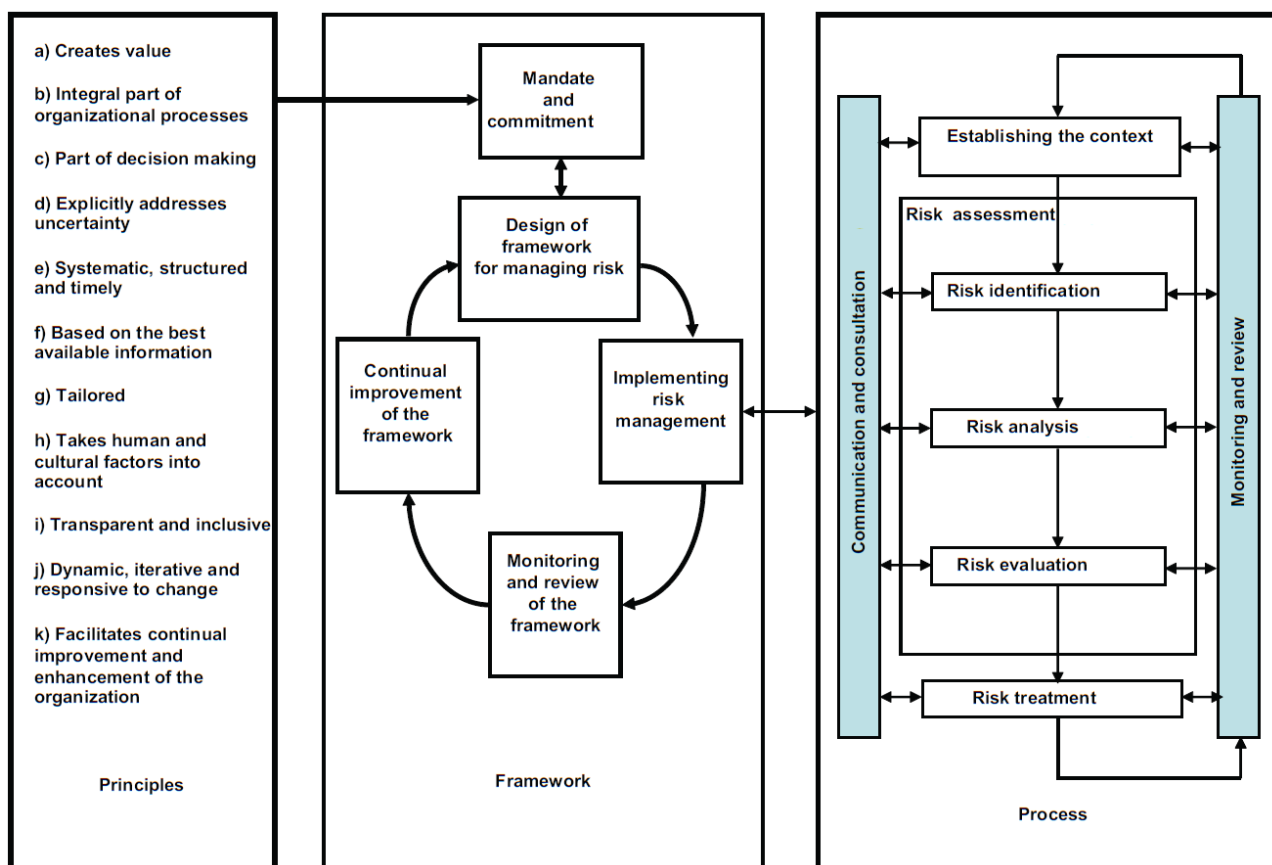 a) Creates value
b) Integral part of
organizational processes
c) Part of decision making
d) Explicitly addresses
uncertainty
e) Systematic, structured
and timely
f) Based on the best
available information
g) Tailored
h) Takes human and
cultural factors into
account
i) Transparent and inclusive
j) Dynamic, iterative and
responsive to change
k) Facilitates continual
improvement and
enhancement of the
organization
Principles
Mandate
and
commitment
Design of
framework
for managing risk
Continual
improvement
of the
framework
Implementing
risk
management
Monitoring
and review
of the
framework
Framework
Communication and consultation
Establishing the context
Risk assessment
Risk identification
Risk analysis
Risk evaluation
Risk treatment
Monitoring and review
Process